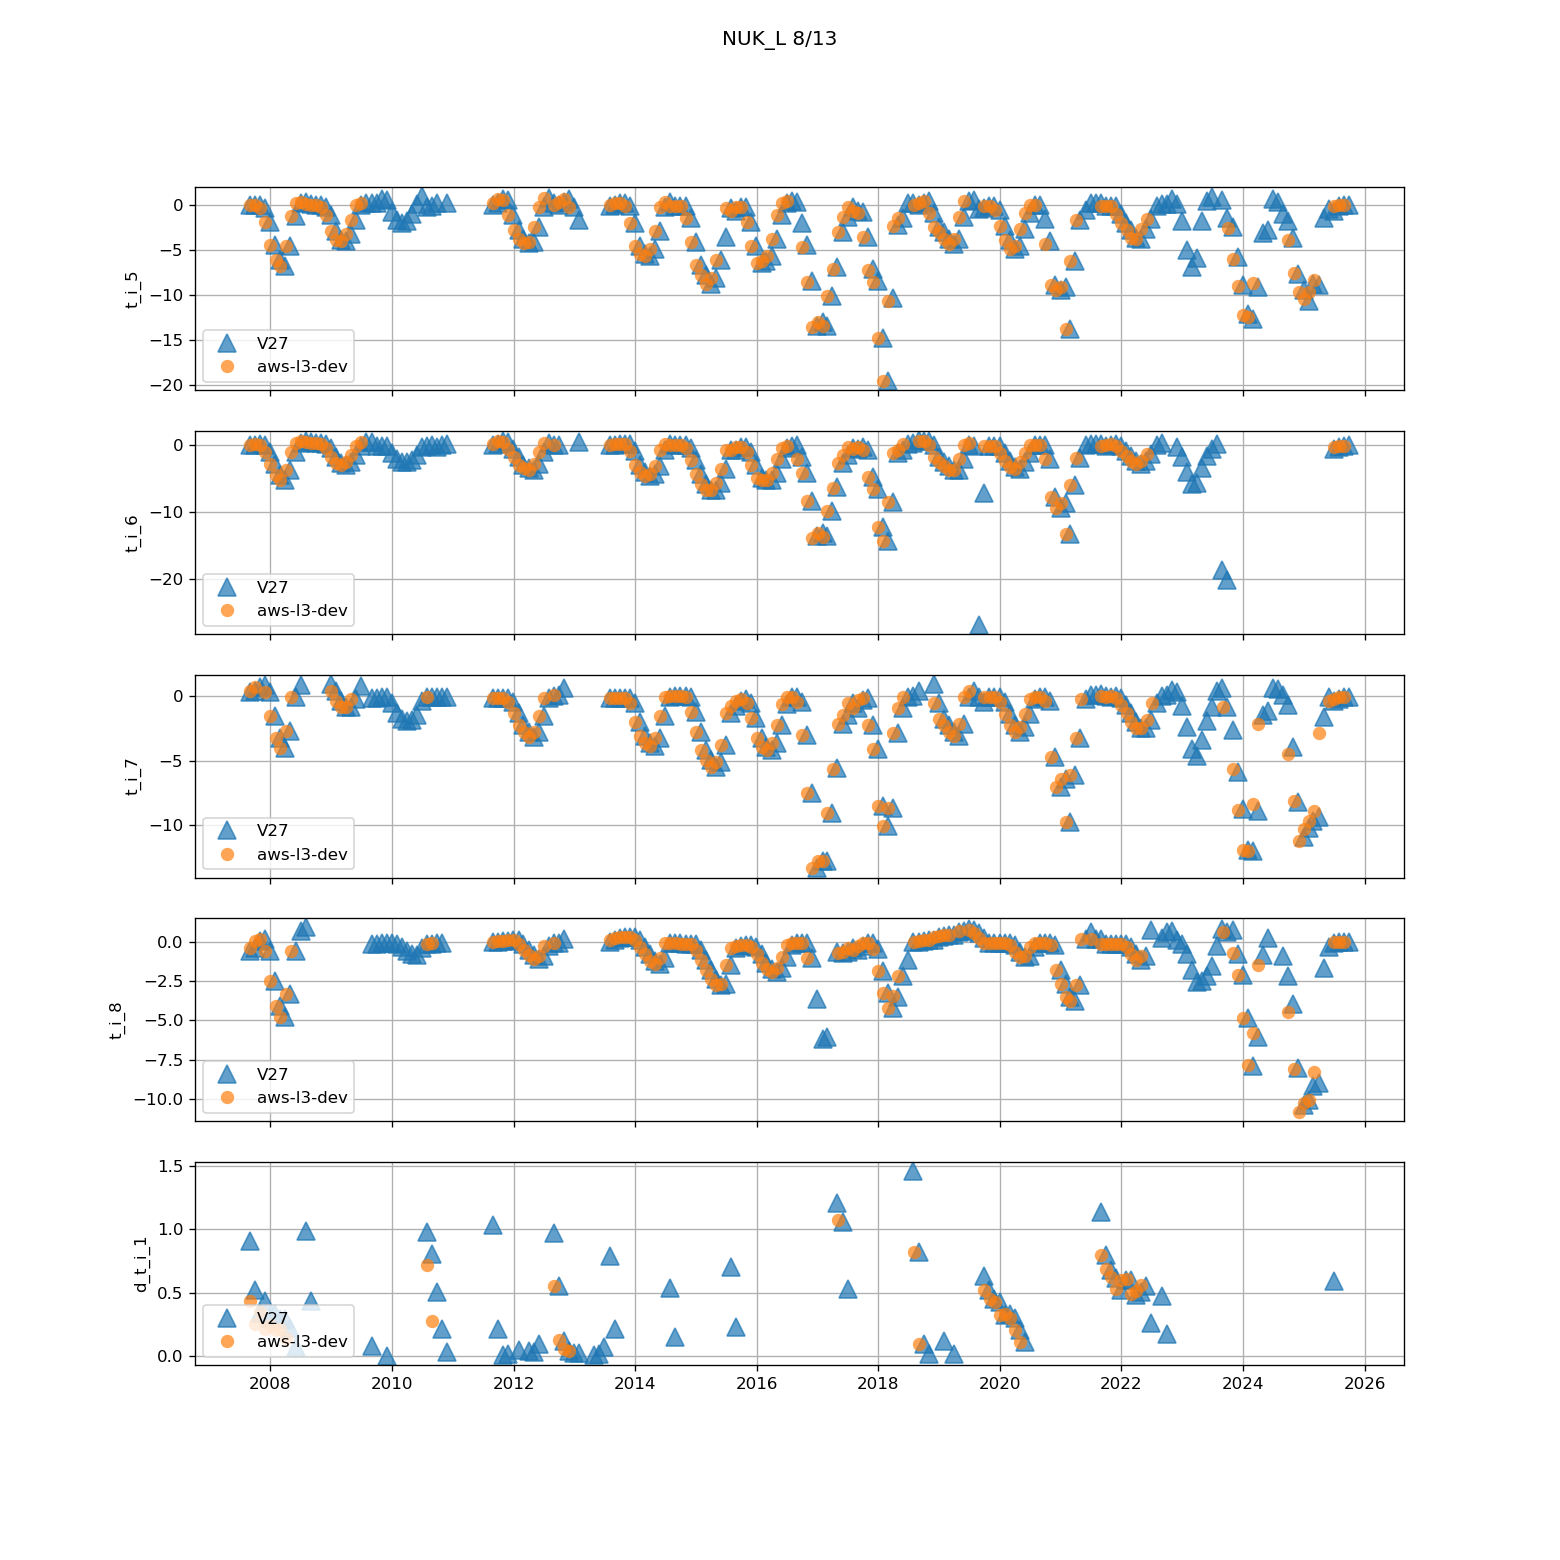 NUK_L 8/13
0
−5
−10
−15
−20
t_i_5
V27
aws-l3-dev
0
−10
−20
t_i_6
V27
aws-l3-dev
0
−5
−10
t_i_7
V27
aws-l3-dev
0.0
−2.5
−5.0
−7.5
−10.0
t_i_8
V27
aws-l3-dev
1.5
1.0
0.5
0.0
d_t_i_1
V27
aws-l3-dev
2008 2010 2012 2014 2016 2018 2020 2022 2024 2026